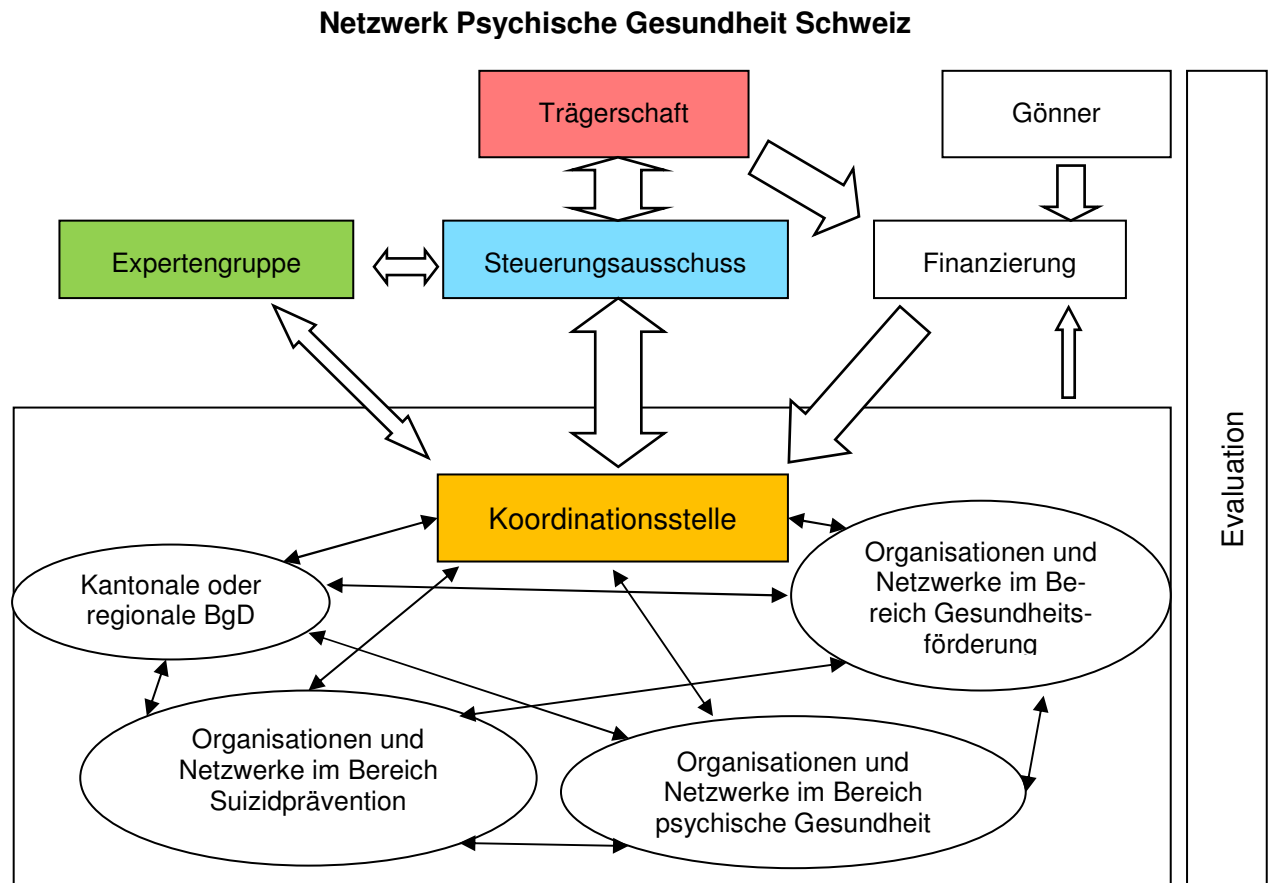 Netzwerk Psychische Gesundheit Schweiz
Trägerschaft
Gönner
Expertengruppe
Steuerungsausschuss
Finanzierung
Evaluation
Koordinationsstelle
Organisationen und
Netzwerke im Be-
reich Gesundheits-
förderung
Kantonale oder
regionale BgD
Organisationen und
Netzwerke im Bereich
Suizidprävention
Organisationen und
Netzwerke im Bereich
psychische Gesundheit